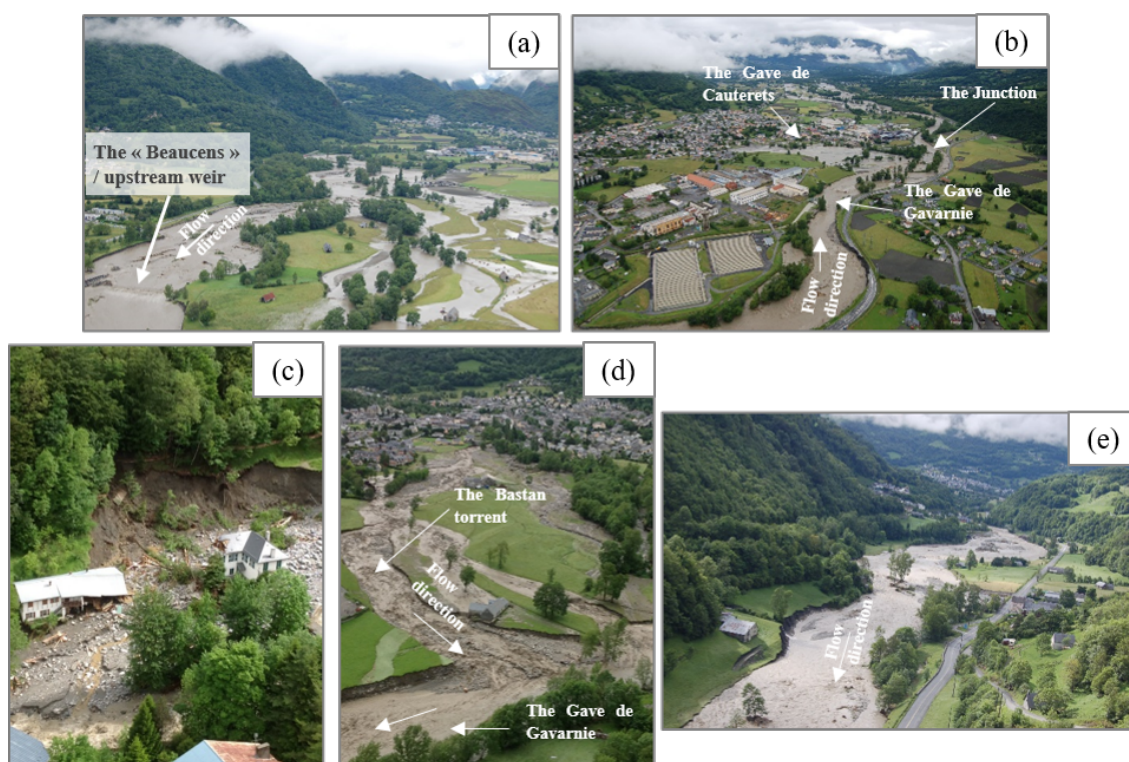 (a)
The « Beaucens »
/ upstream weir
Flow
direction
(b)
The Gave de
Cauterets
The Junction
The Gave de
Gavarnie
Flow
direction
(c)
(d)
The Bastan
torrent
Flow
direction
The Gave de
Gavarnie
(e)
Flow
direction